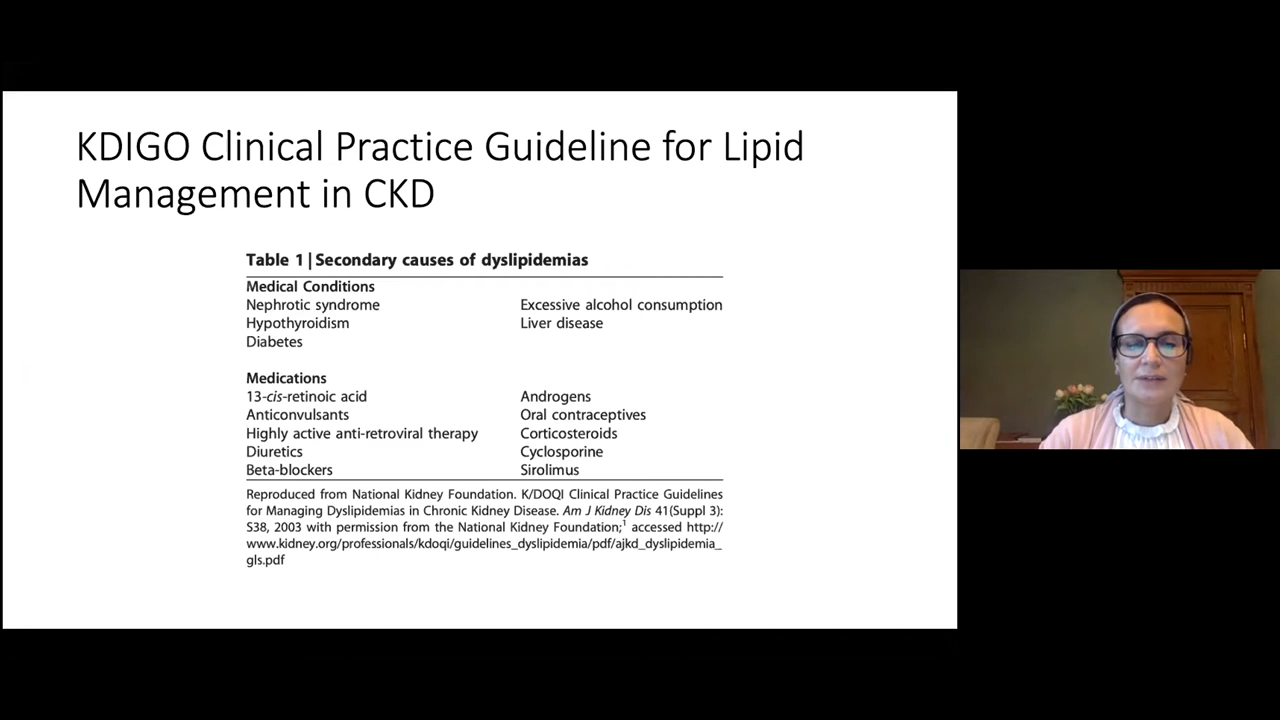 KDIGO Clinical Practice Guideline for Lipid
Management in CKD
Table 1 | Secondary causes of dyslipidemias
Medical Conditions
Nephrotic syndrome Excessive alcohol consumption
Hypothyroidism Liver disease
Diabetes
Medications
13-cis-retinoic acid Androgens
Anticonvulsants Oral contraceptives
Highly active anti-retroviral therapy Corticosteroids
Diuretics Cyclosporine
Beta-blockers Sirolimus
Reproduced from National Kidney Foundation. K/DOQI Clinical Practice Guidelines
for Managing Dyslipidemias in Chronic Kidney Disease. Am J Kidney Dis 41(Suppl 3):
S38, 2003 with permission from the National Kidney Foundation;1 accessed http://
www.kidney.org/professionals/kdoqi/guidelines_dyslipidemia/pdf/ajkd_dyslipidemia_
gls.pdf